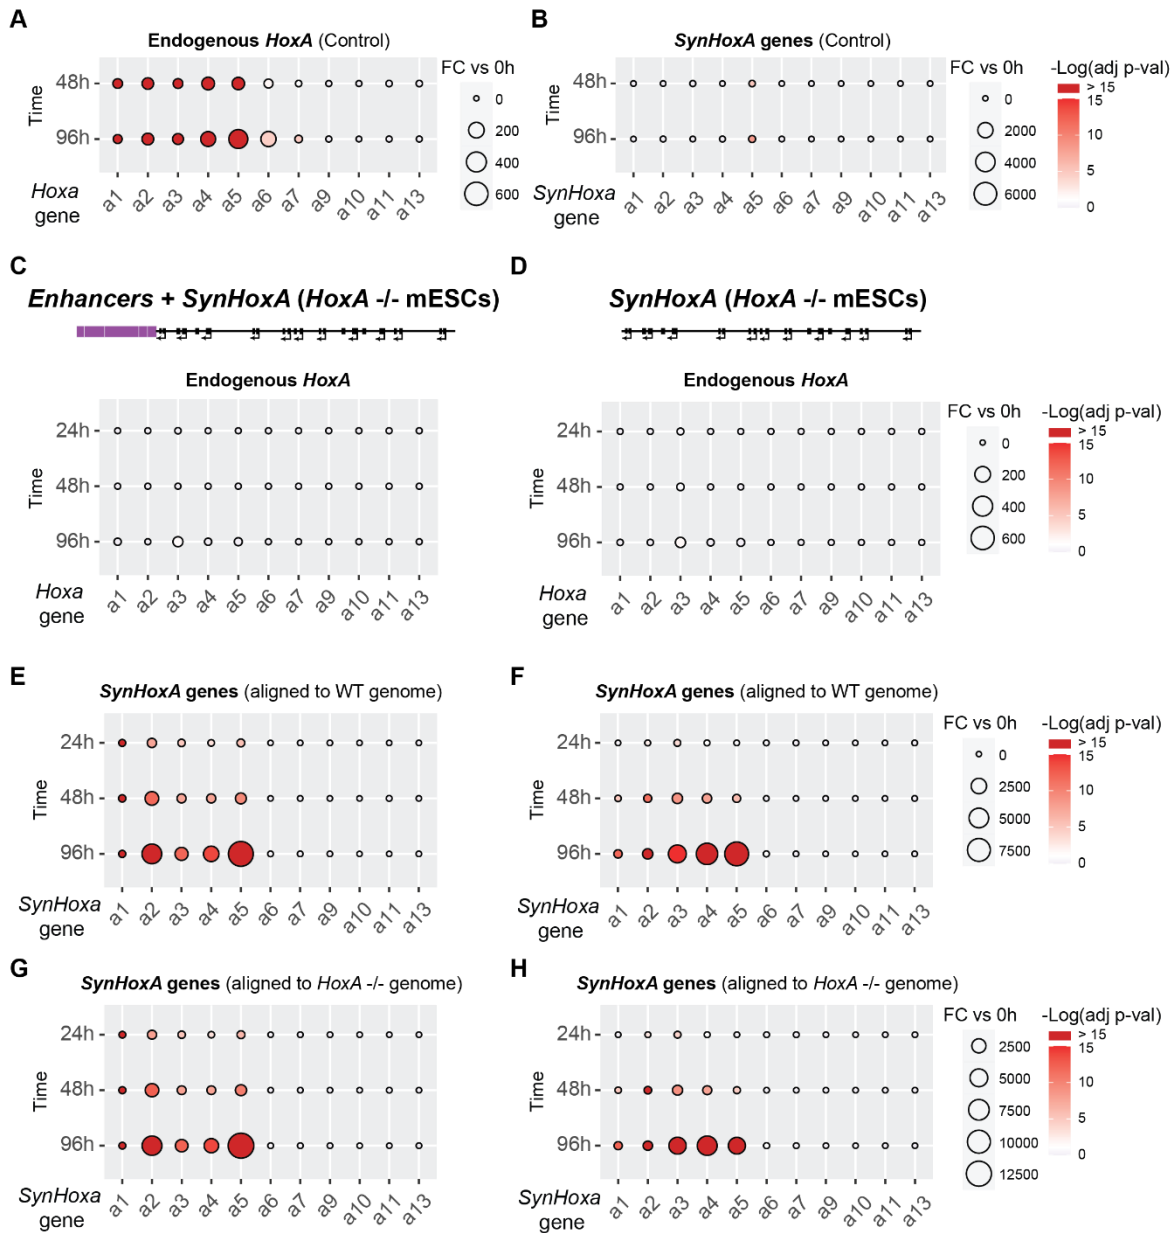 A
Endogenous HoxA (Control)
Time
48h
96h
Hoxa
gene
a1 a2 a3 a4 a5 a6 a7 a9 a10 a11 a13
FC vs 0h
0
200
400
600
B
SynHoxA genes (Control)
SynHoxa
gene
a1 a2 a3 a4 a5 a6 a7 a9 a10 a11 a13
FC vs 0h
0
2000
4000
6000
-Log(adj p-val)
> 15
15
10
5
0
C
Enhancers + SynHoxA (HoxA -/- mESCs)
Endogenous HoxA
Time
24h
48h
96h
Hoxa
gene
a1 a2 a3 a4 a5 a6 a7 a9 a10 a11 a13
D
SynHoxA (HoxA -/- mESCs)
Endogenous HoxA
Time
24h
48h
96h
Hoxa
gene
a1 a2 a3 a4 a5 a6 a7 a9 a10 a11 a13
FC vs 0h
0
200
400
600
-Log(adj p-val)
> 15
15
10
5
0
E
SynHoxA genes (aligned to WT genome)
Time
24h
48h
96h
SynHoxa
gene
a1 a2 a3 a4 a5 a6 a7 a9 a10 a11 a13
F
SynHoxA genes (aligned to WT genome)
Time
24h
48h
96h
SynHoxa
gene
a1 a2 a3 a4 a5 a6 a7 a9 a10 a11 a13
FC vs 0h
0
2500
5000
7500
-Log(adj p-val)
> 15
15
10
5
0
G
SynHoxA genes (aligned to HoxA -/- genome)
Time
24h
48h
96h
SynHoxa
gene
a1 a2 a3 a4 a5 a6 a7 a9 a10 a11 a13
H
SynHoxA genes (aligned to HoxA -/- genome)
Time
24h
48h
96h
SynHoxa
gene
a1 a2 a3 a4 a5 a6 a7 a9 a10 a11 a13
FC vs 0h
2500
5000
7500
10000
12500
-Log(adj p-val)
> 15
15
10
5
0
Time
48h
96h